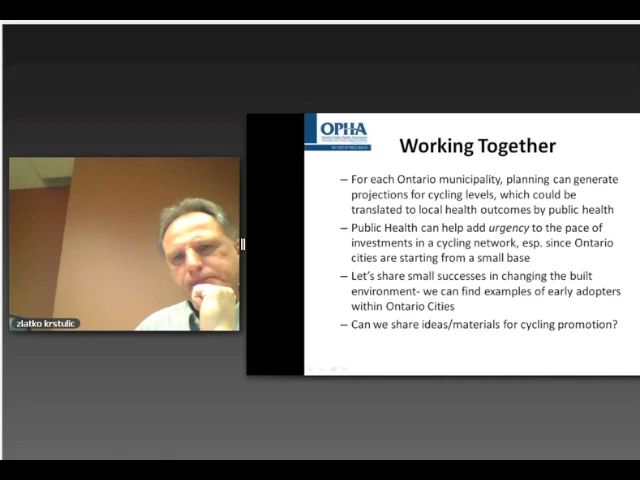 OPHA
Working Together
– For each Ontario municipality, planning can generate
projections for cycling levels, which could be
translated to local health outcomes by public health
– Public Health can help add urgency to the pace of
investments in a cycling network, esp. since Ontario
cities are starting from a small base
– Let's share small successes in changing the built
environment- we can find examples of early adopters
within Ontario Cities
– Can we share ideas/materials for cycling promotion?
zlatko krstulic